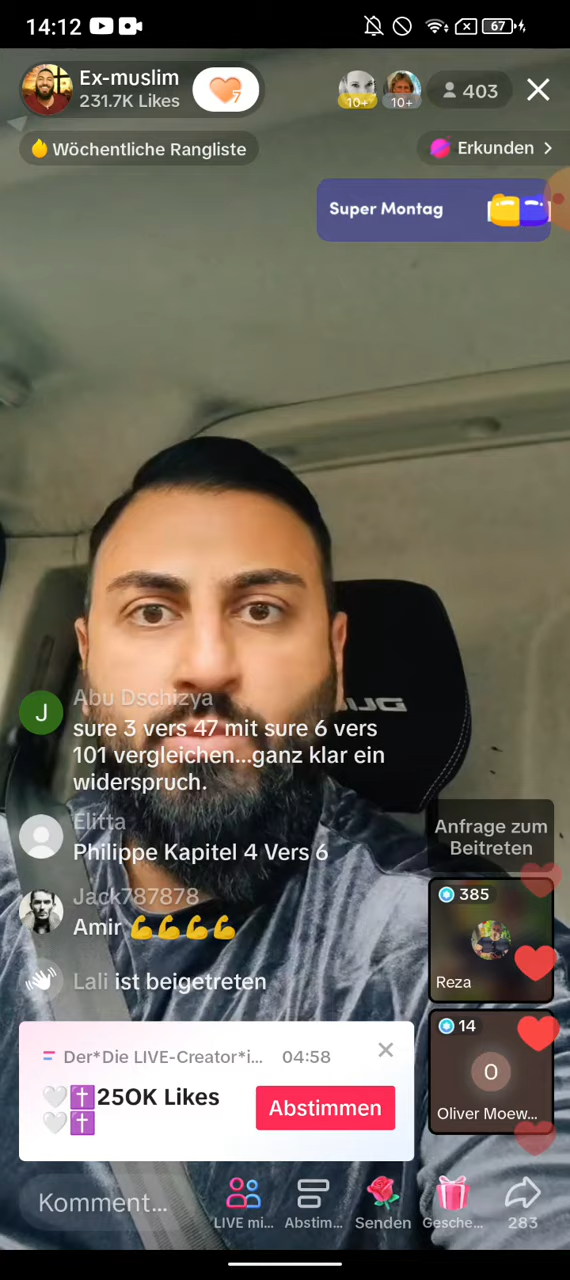 14:12
67
Ex-muslim
231.7K Likes
7
10+
10+
403
Wöchentliche Rangliste
Erkunden
Super Montag
J
Abu Dschizya
sure 3 vers 47 mit sure 6 vers
101 vergleichen...ganz klar ein
widerspruch.
Elitta
Philippe Kapitel 4 Vers 6
Jack787878
Amir 💪💪💪💪
Lali ist beigetreten
Anfrage zum
Beitreten
385
Reza
14
O
Oliver Moew...
Der*Die LIVE-Creator*i... 04:58
🤍✝️250K Likes
🤍✝️
Abstimmen
Komment...
LIVE mi...
Abstim...
Senden
Gesche...
283